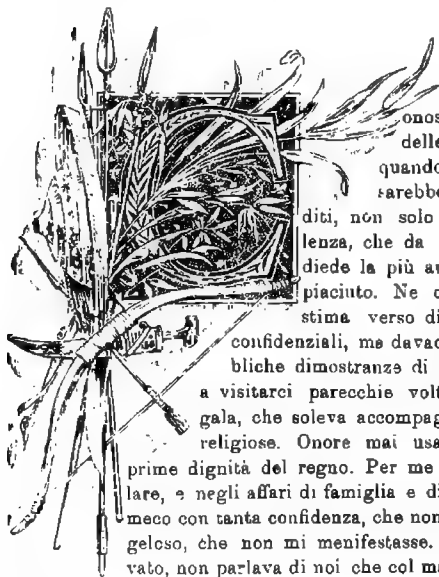 Conos
delle
quando
sarebbe
diti, non solo
lenza, che da
diede la più au
piaciuto. Ne c
stima verso di
confidenziali, me davac
bliche dimostranze di
a visitarci parecchie volt
gala, che soleva accompag
religiose. Onore mai usa
prime dignità del regno. Per me
lare, e negli affari di famiglia e di
meco con tanta confidenza, che non
geloso, che non mi menifestasse.
vato, non parlava di noi che col ma